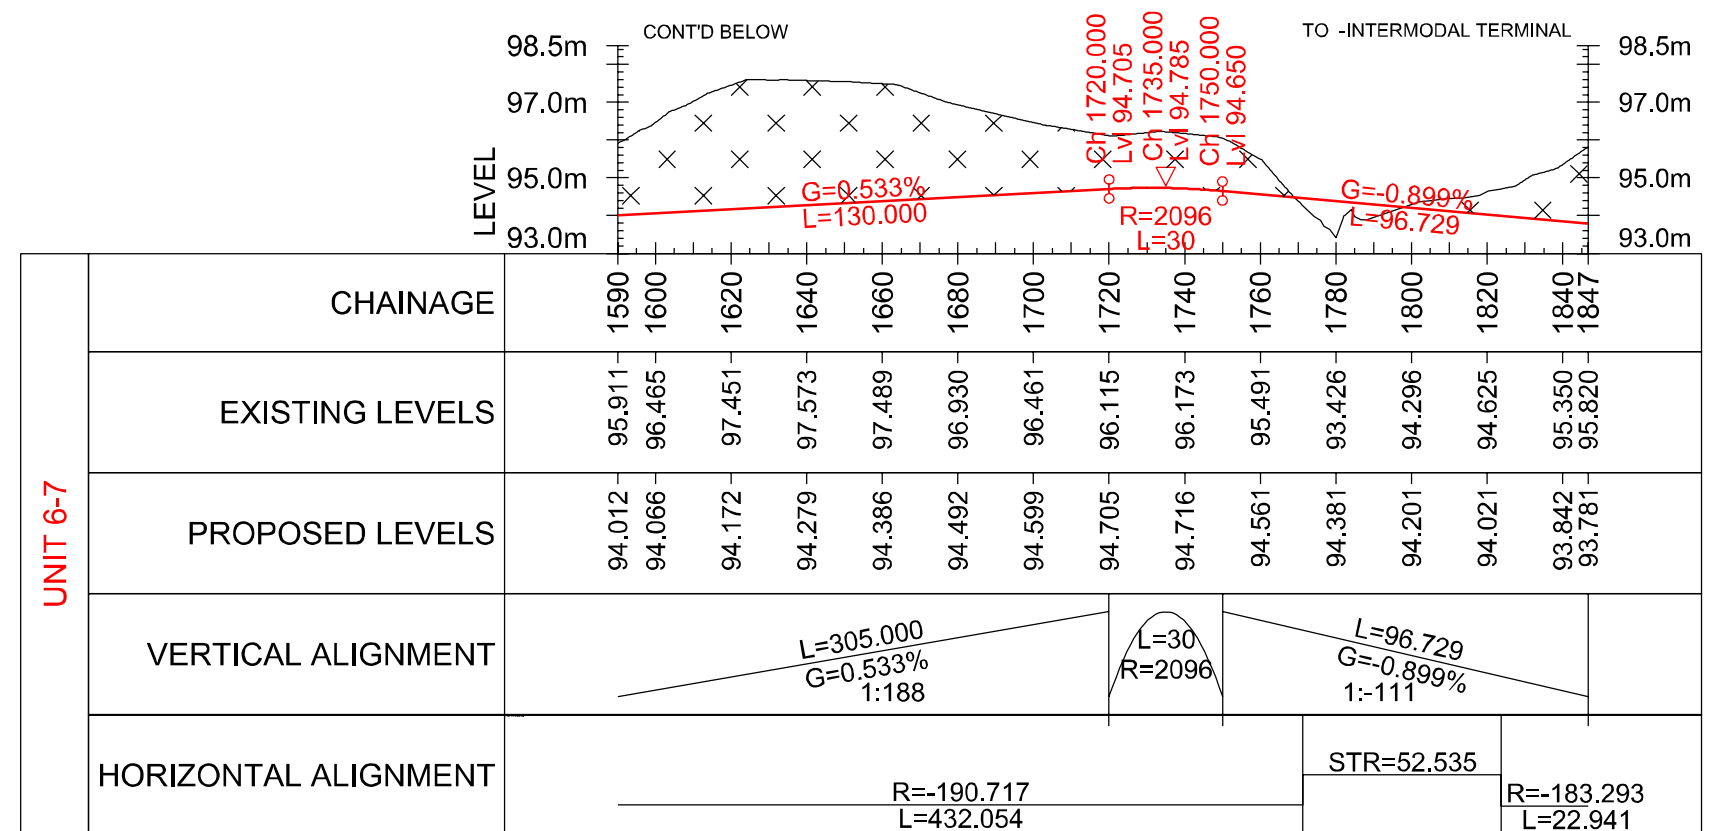 CONT'D BELOW
TO -INTERMODAL TERMINAL
98.5m
97.0m
95.0m
93.0m
LEVEL
98.5m
97.0m
95.0m
93.0m
Ch 1720.000
Lvl 94.705
Ch 1735.000
Lvl 94.785
Ch 1750.000
Lvl 94.650
G=0.533%
L=130.000
R=2096
L=30
G=-0.899%
L=96.729
UNIT 6-7
CHAINAGE
1590 1600 1620 1640 1660 1680 1700 1720 1740 1760 1780 1800 1820 1840 1847
EXISTING LEVELS
95.911 96.465 97.451 97.573 97.489 96.930 96.461 96.115 96.173 95.491 93.426 94.296 94.625 95.350 95.820
PROPOSED LEVELS
94.012 94.066 94.172 94.279 94.386 94.492 94.599 94.705 94.716 94.561 94.381 94.201 94.021 93.842 93.781
VERTICAL ALIGNMENT
L=305.000
G=0.533%
1:188
L=30
R=2096
L=96.729
G=-0.899%
1:-111
HORIZONTAL ALIGNMENT
R=-190.717
L=432.054
STR=52.535
R=-183.293
L=22.941